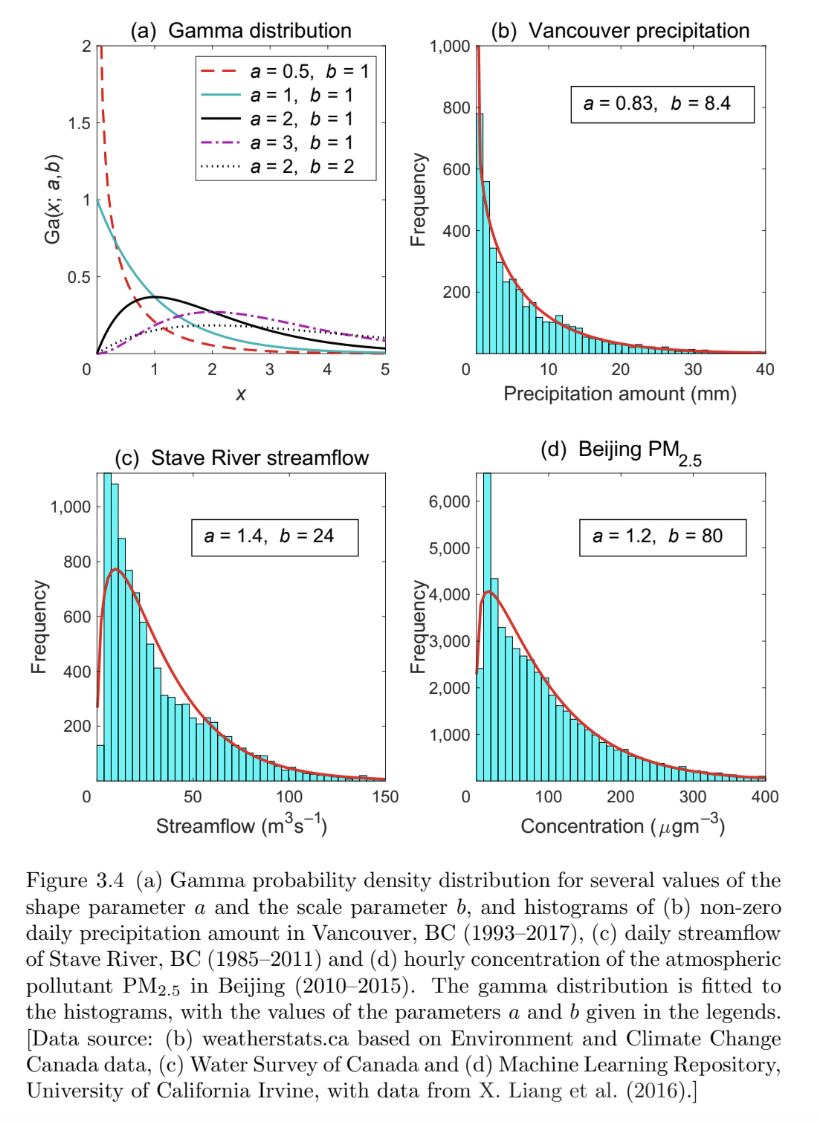 (a) Gamma distribution
2
1.5
1
0.5
0
1
2
3
4
5
Ga(x; a,b)
x
a = 0.5, b = 1
a = 1, b = 1
a = 2, b = 1
a = 3, b = 1
a = 2, b = 2
(b) Vancouver precipitation
1,000
800
600
400
200
0
10
20
30
40
Frequency
Precipitation amount (mm)
a = 0.83, b = 8.4
(c) Stave River streamflow
1,000
800
600
400
200
0
50
100
150
Frequency
Streamflow (m³s⁻¹)
a = 1.4, b = 24
(d) Beijing PM₂.₅
6,000
5,000
4,000
3,000
2,000
1,000
0
100
200
300
400
Frequency
Concentration (μgm⁻³)
a = 1.2, b = 80
Figure 3.4 (a) Gamma probability density distribution for several values of the
shape parameter a and the scale parameter b, and histograms of (b) non-zero
daily precipitation amount in Vancouver, BC (1993–2017), (c) daily streamflow
of Stave River, BC (1985–2011) and (d) hourly concentration of the atmospheric
pollutant PM₂.₅ in Beijing (2010–2015). The gamma distribution is fitted to
the histograms, with the values of the parameters a and b given in the legends.
[Data source: (b) weatherstats.ca based on Environment and Climate Change
Canada data, (c) Water Survey of Canada and (d) Machine Learning Repository,
University of California Irvine, with data from X. Liang et al. (2016).]